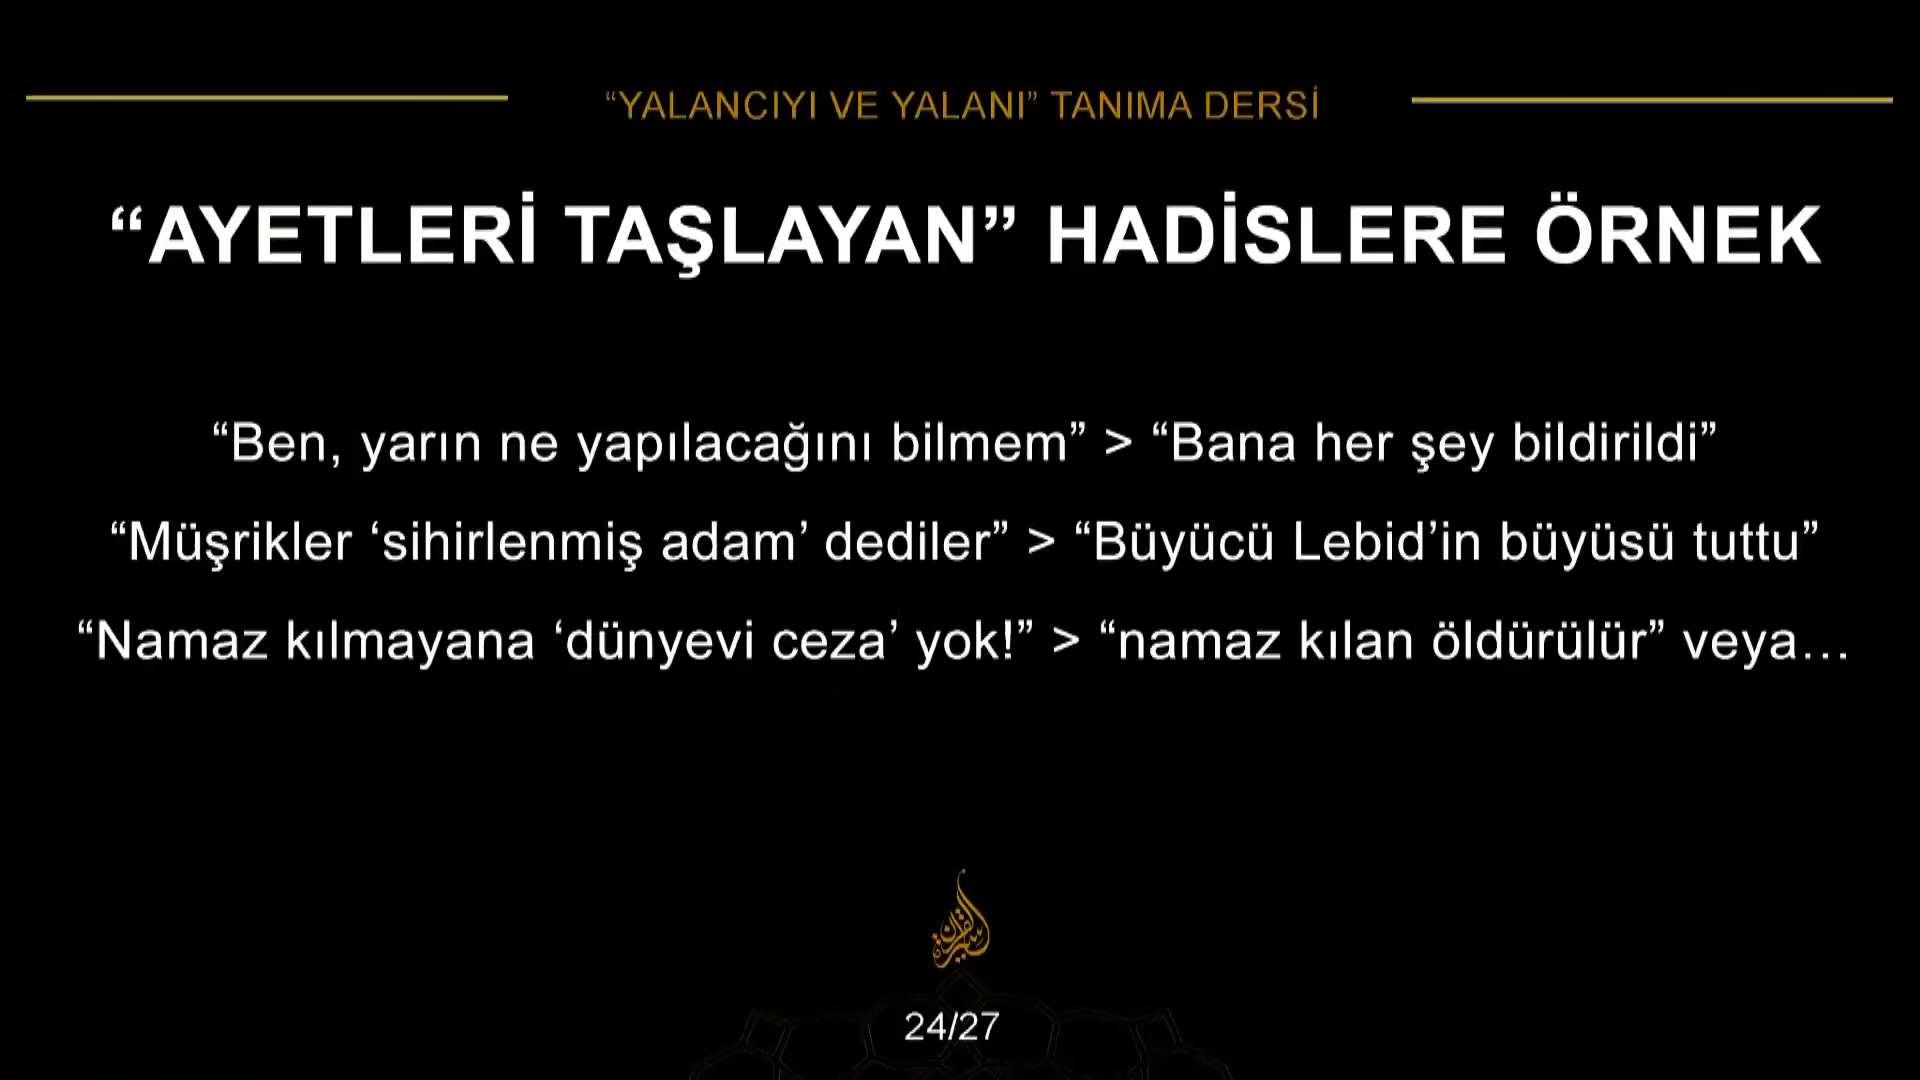 “YALANCIYI VE YALANI” TANIMA DERSİ
“AYETLERİ TAŞLAYAN” HADİSLERE ÖRNEK
“Ben, yarın ne yapılacağını bilmem” > “Bana her şey bildirildi”
“Müşrikler ‘sihirlenmiş adam’ dediler” > “Büyücü Lebid’in büyüsü tuttu”
“Namaz kılmayana ‘dünyevi ceza’ yok!” > “namaz kılan öldürülür” veya...
24/27